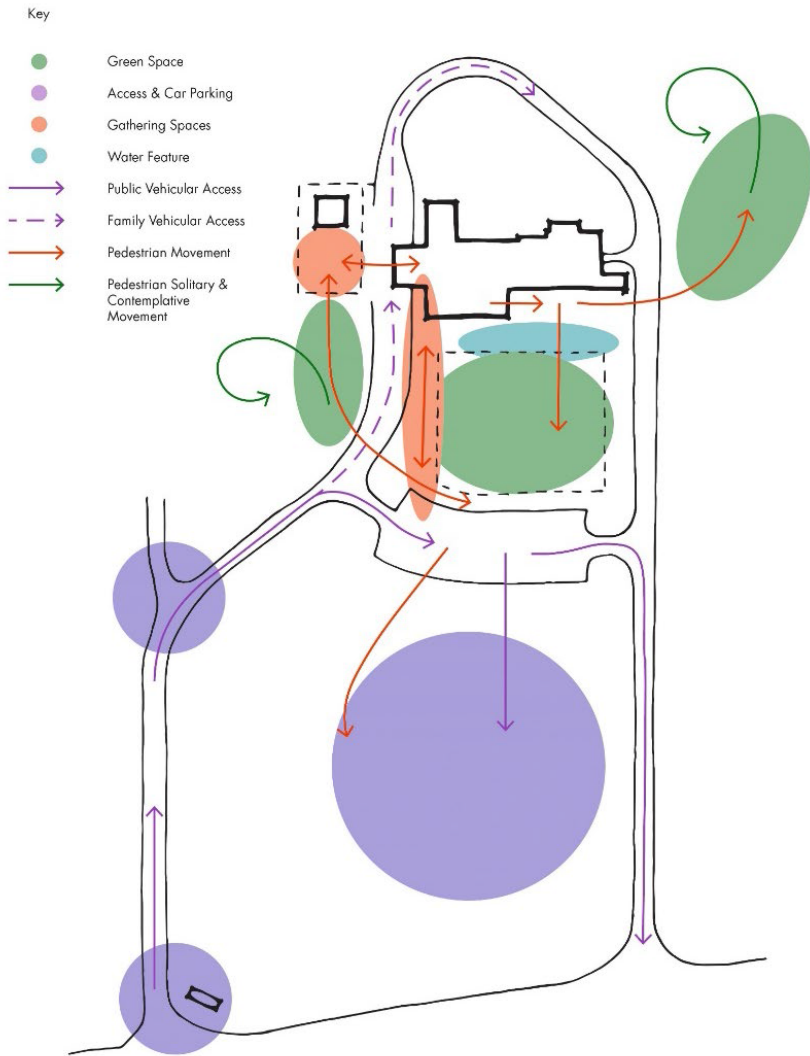 Key
Green Space
Access & Car Parking
Gathering Spaces
Water Feature
Public Vehicular Access
Family Vehicular Access
Pedestrian Movement
Pedestrian Solitary &
Contemplative
Movement